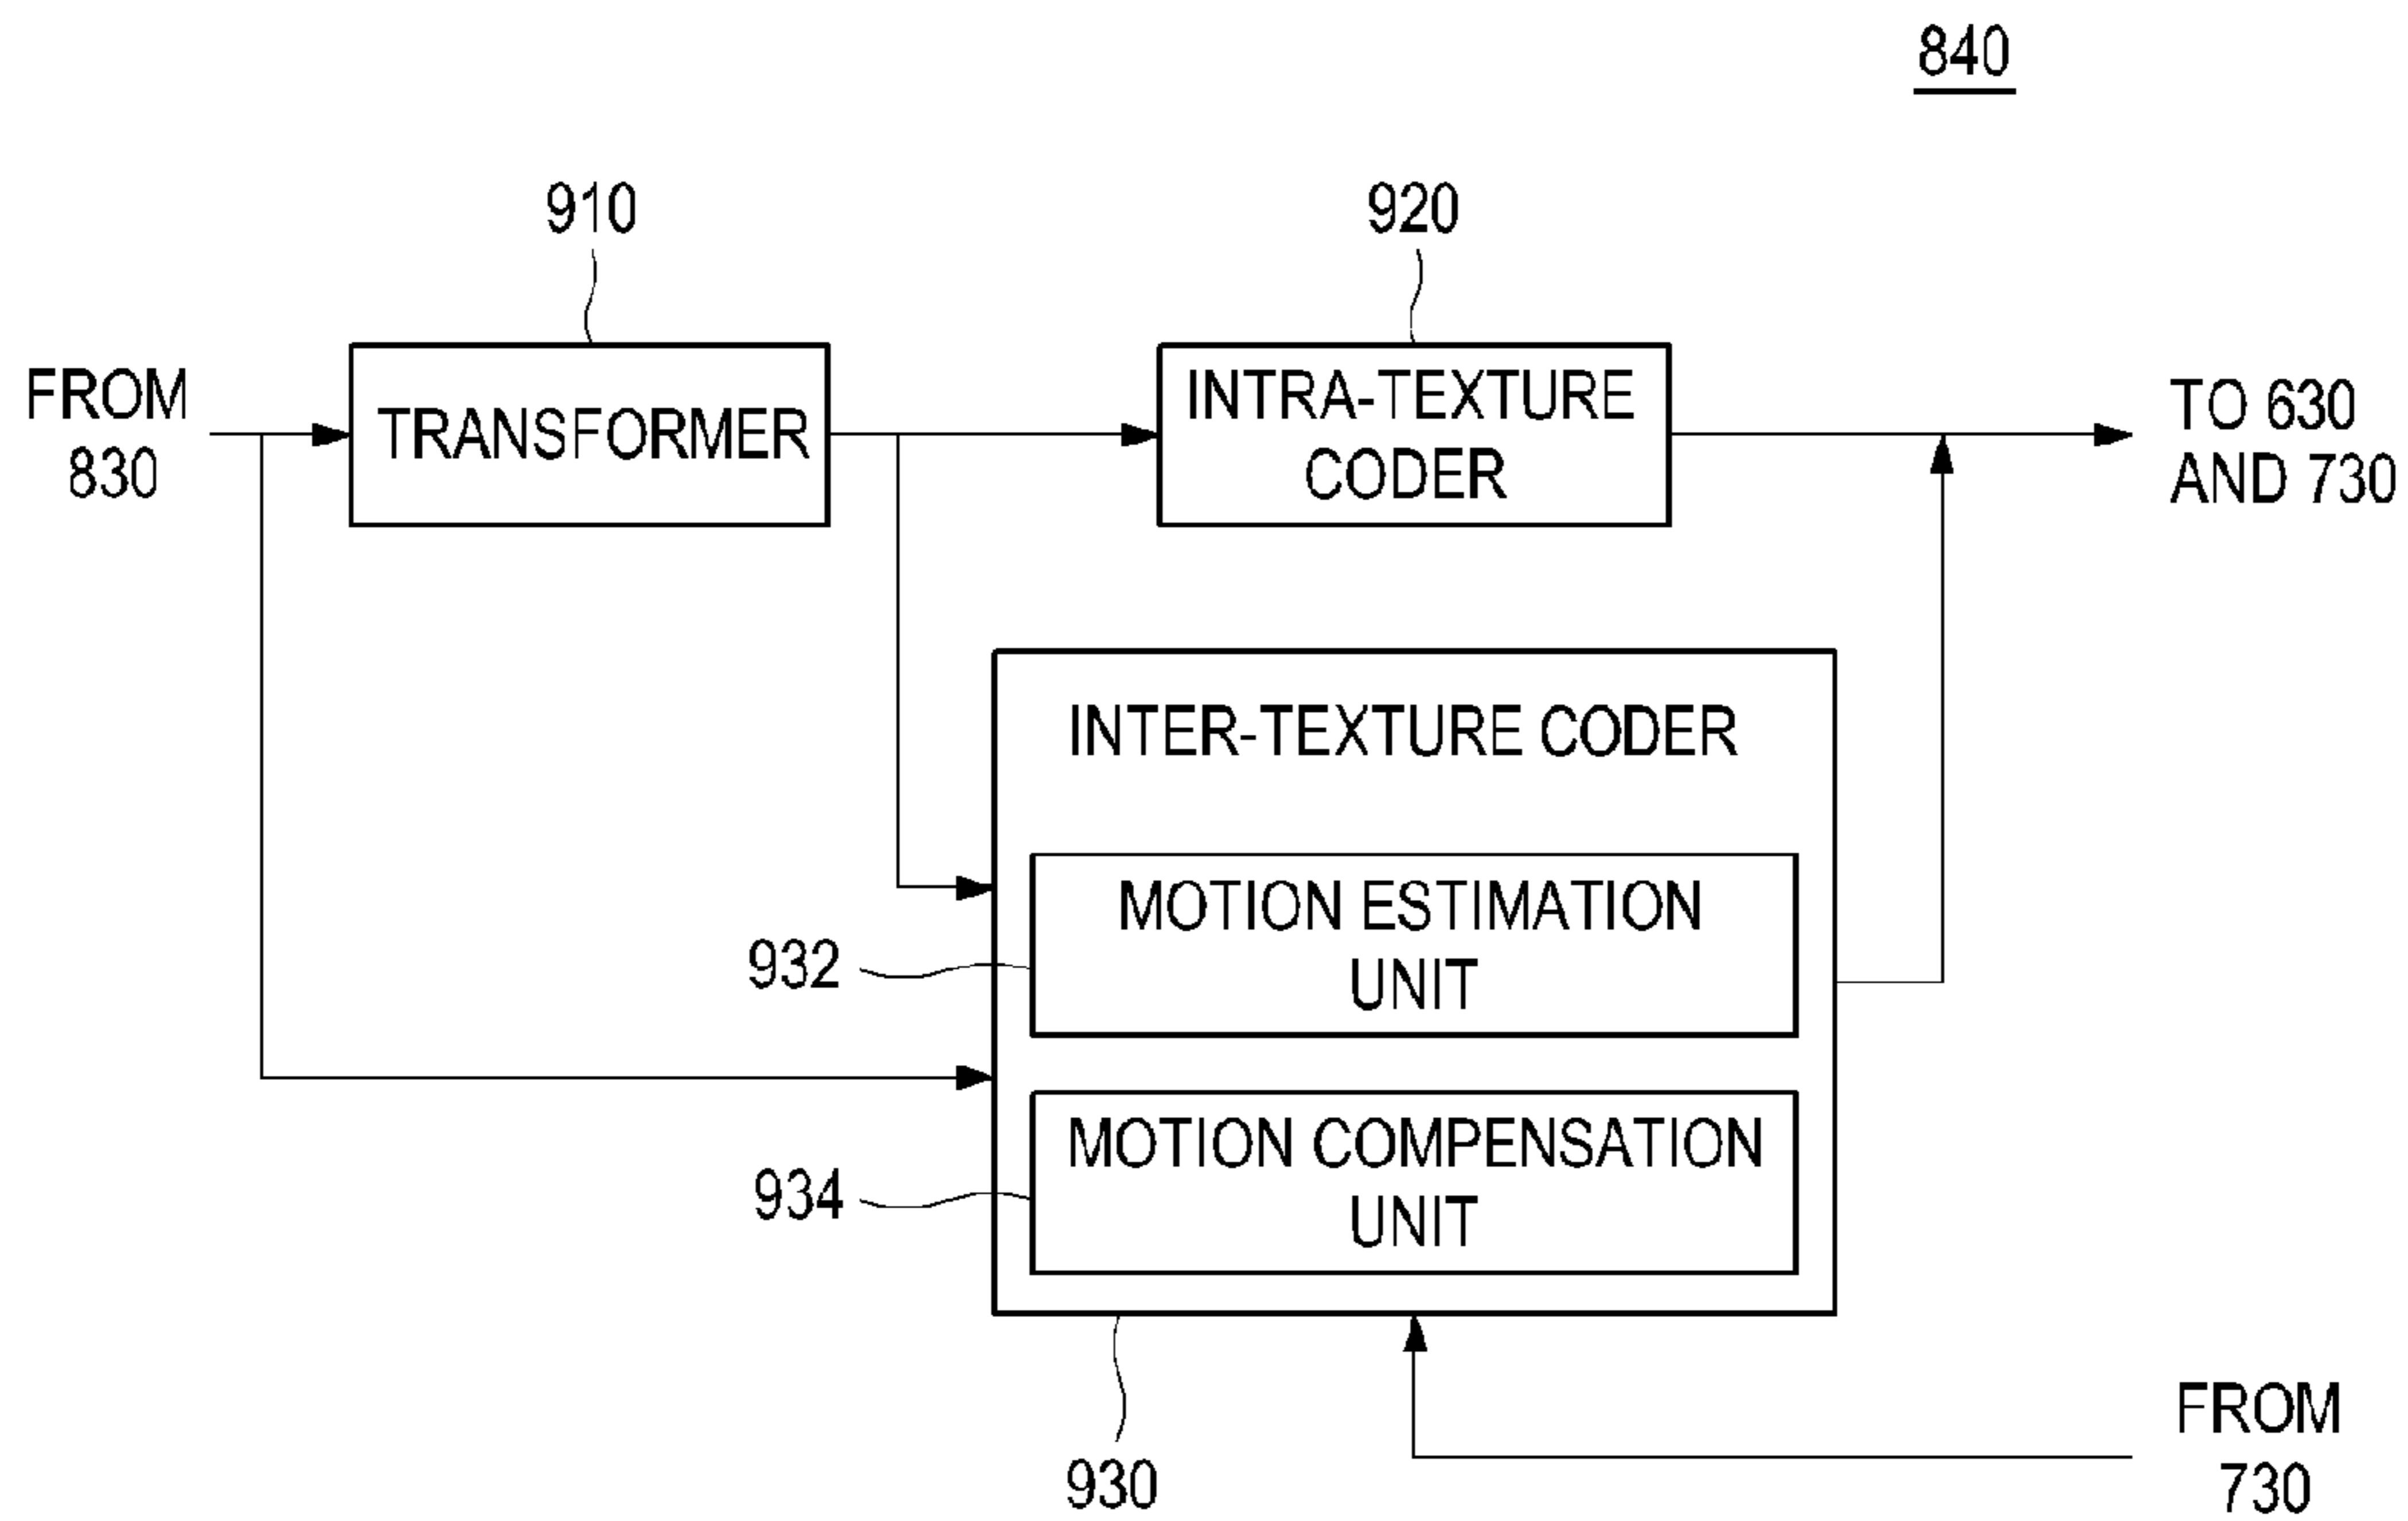 840
910
920
FROM
830
TRANSFORMER
INTRA-TEXTURE
CODER
TO 630
AND 730
INTER-TEXTURE CODER
932
MOTION ESTIMATION
UNIT
934
MOTION COMPENSATION
UNIT
930
FROM
730